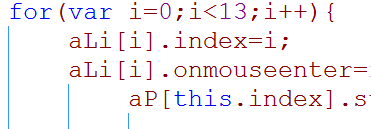 for(var i=0;i<13;i++){
aLi[i].index=i;
aLi[i].onmouseenter=
aP[this.index].s